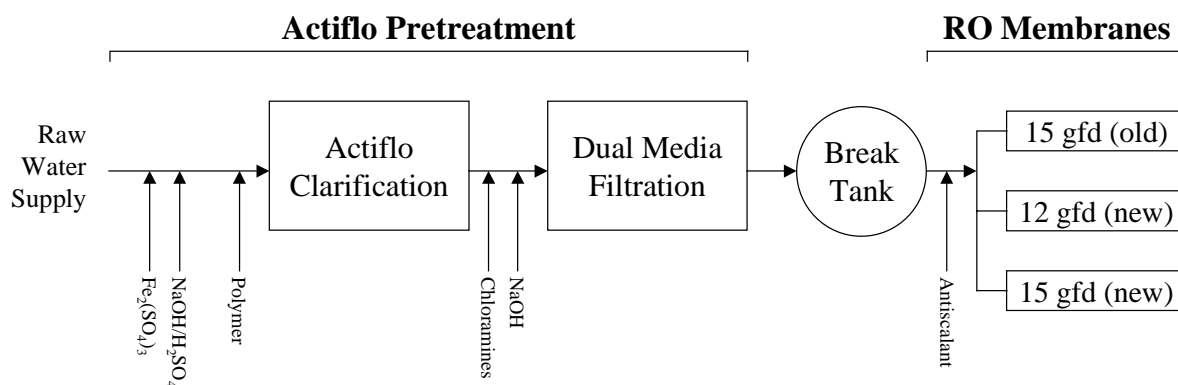 Actiflo Pretreatment
RO Membranes
Raw
Water
Supply
Actiflo
Clarification
Dual Media
Filtration
Break
Tank
15 gfd (old)
12 gfd (new)
15 gfd (new)
Fe₂(SO₄)₃
NaOH/H₂SO₄
Polymer
Chloramines
NaOH
Antiscalant